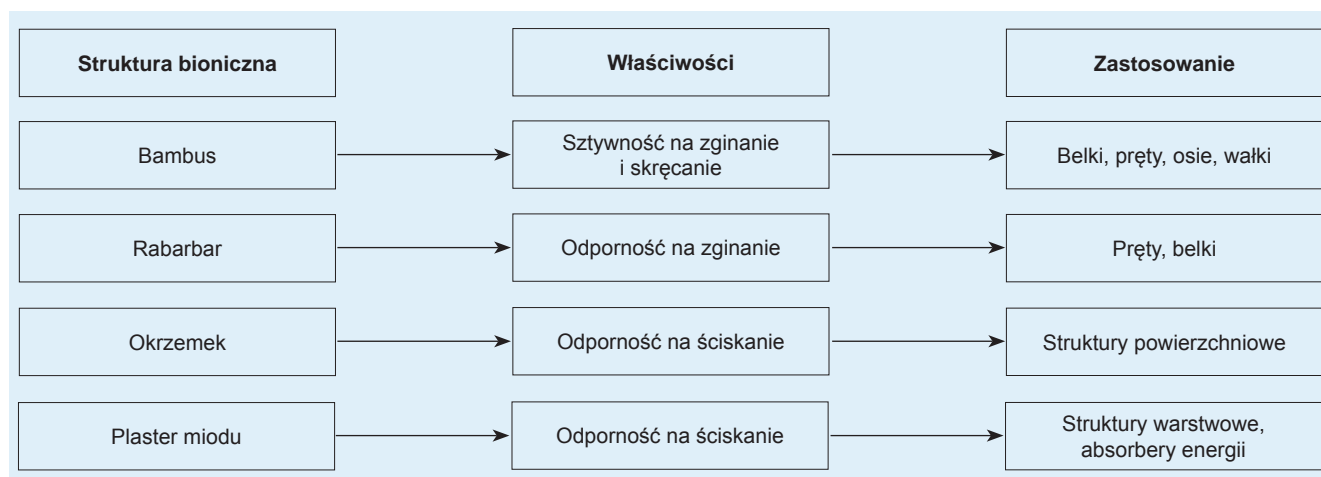 Struktura bioniczna
Właściwości
Zastosowanie
Bambus
Sztywność na zginanie
i skręcanie
Belki, pręty, osie, wałki
Rabarbar
Odporność na zginanie
Pręty, belki
Okrzemek
Odporność na ściskanie
Struktury powierzchniowe
Plaster miodu
Odporność na ściskanie
Struktury warstwowe,
absorbery energii